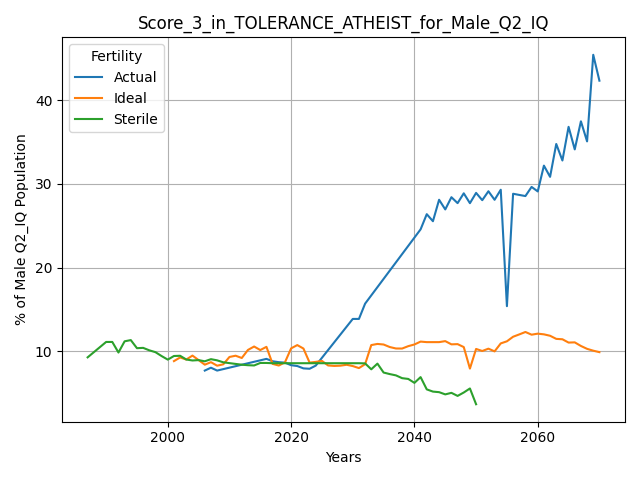 Score_3_in_TOLERANCE_ATHEIST_for_Male_Q2_IQ
Fertility
Actual
Ideal
Sterile
% of Male Q2_IQ Population
40
30
20
10
2000 2020 2040 2060
Years